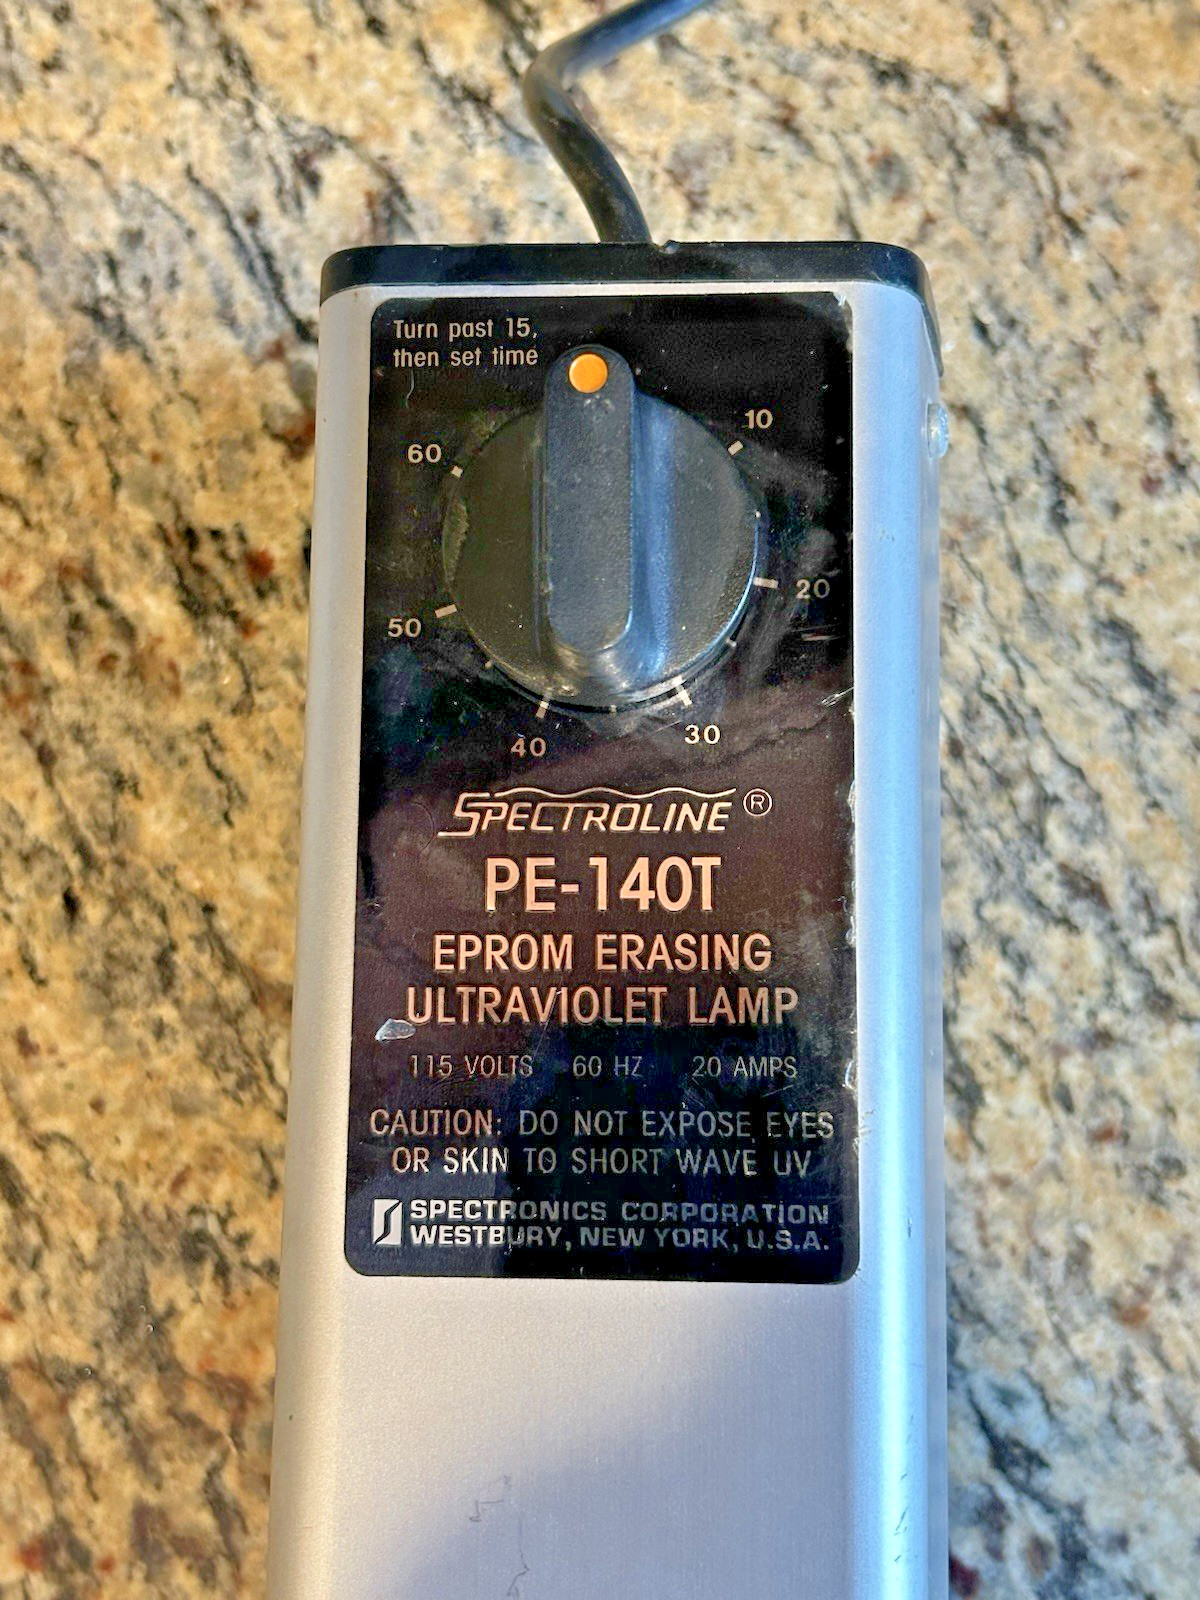 Turn past 15,
then set time
10
60
20
50
40
30
SPECTROLINE®
PE-140T
EPROM ERASING
ULTRAVIOLET LAMP
115 VOLTS 60 HZ 20 AMPS
CAUTION: DO NOT EXPOSE EYES
OR SKIN TO SHORT WAVE UV
SPECTRONICS CORPORATION
WESTBURY, NEW YORK, U.S.A.